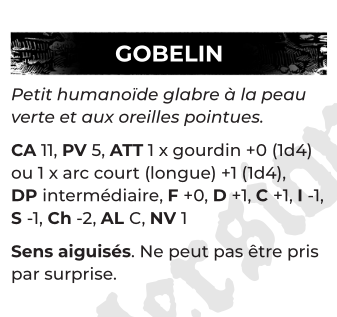 GOBELIN
Petit humanoïde glabre à la peau
verte et aux oreilles pointues.
CA 11, PV 5, ATT 1 x gourdin +0 (1d4)
ou 1 x arc court (longue) +1 (1d4),
DP intermédiaire, F +0, D +1, C +1, I -1,
S -1, Ch -2, AL C, NV 1
Sens aiguisés. Ne peut pas être pris
par surprise.